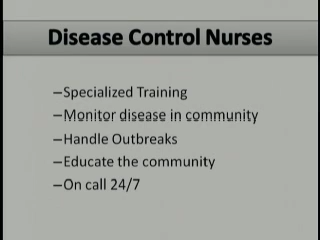 Disease Control Nurses
–Specialized Training
–Monitor disease in community
–Handle Outbreaks
–Educate the community
–On call 24/7